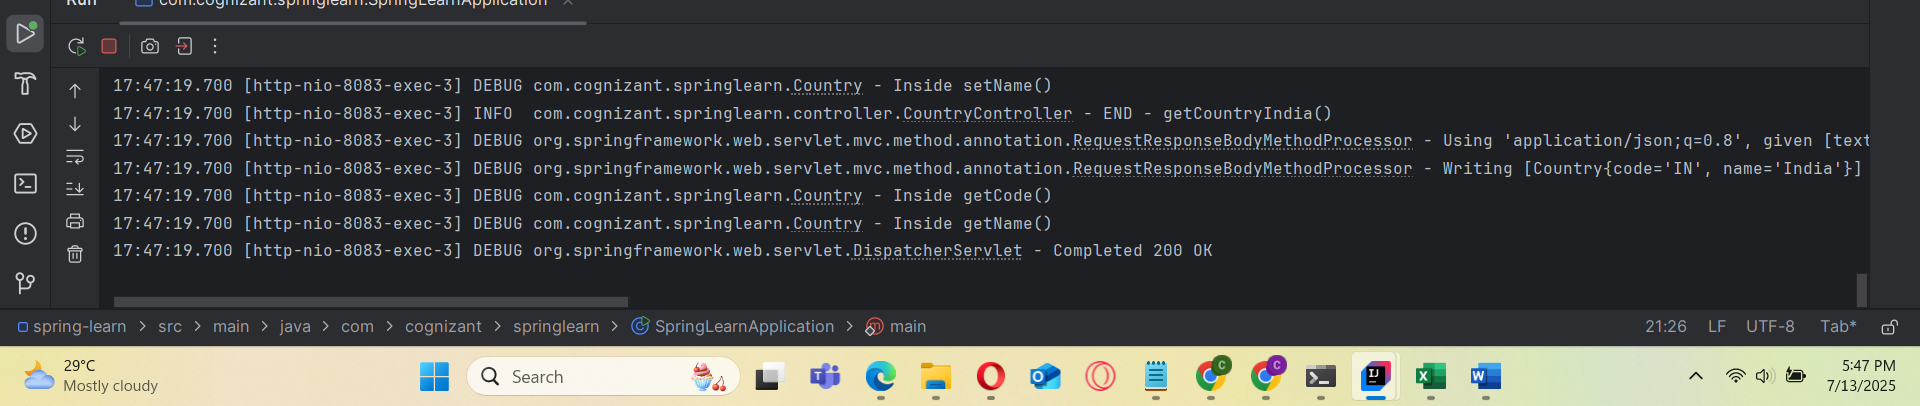 Run com.cognizant.springlearn.SpringLearnApplication ×
17:47:19.700 [http-nio-8083-exec-3] DEBUG com.cognizant.springlearn.Country - Inside setName()
17:47:19.700 [http-nio-8083-exec-3] INFO  com.cognizant.springlearn.controller.CountryController - END - getCountryIndia()
17:47:19.700 [http-nio-8083-exec-3] DEBUG org.springframework.web.servlet.mvc.method.annotation.RequestResponseBodyMethodProcessor - Using 'application/json;q=0.8', given [text
17:47:19.700 [http-nio-8083-exec-3] DEBUG org.springframework.web.servlet.mvc.method.annotation.RequestResponseBodyMethodProcessor - Writing [Country{code='IN', name='India'}]
17:47:19.700 [http-nio-8083-exec-3] DEBUG com.cognizant.springlearn.Country - Inside getCode()
17:47:19.700 [http-nio-8083-exec-3] DEBUG com.cognizant.springlearn.Country - Inside getName()
17:47:19.700 [http-nio-8083-exec-3] DEBUG org.springframework.web.servlet.DispatcherServlet - Completed 200 OK
spring-learn > src > main > java > com > cognizant > springlearn > SpringLearnApplication > main 21:26 LF UTF-8 Tab*
29°C
Mostly cloudy
Search
5:47 PM
7/13/2025